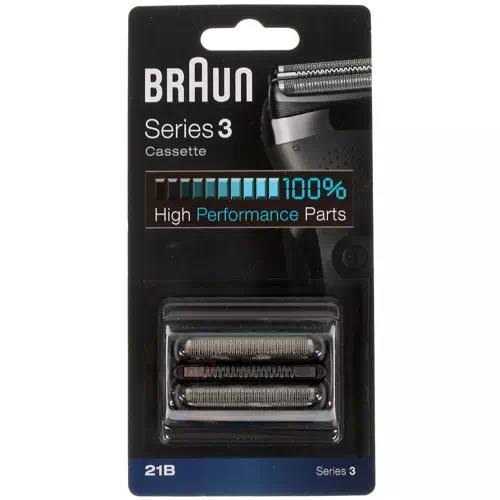 BRAUN
Series 3
Cassette
100%
High Performance Parts
21B
Series 3